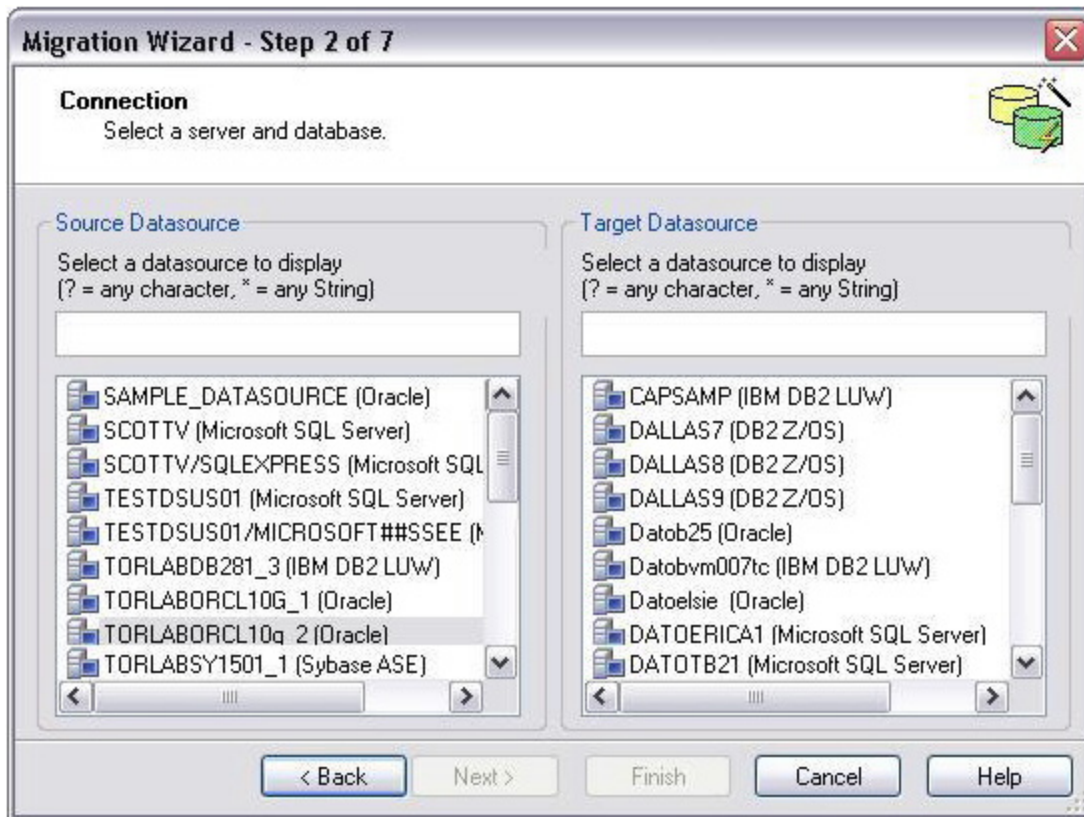 Migration Wizard - Step 2 of 7
Connection
Select a server and database.
Source Datasource
Select a datasource to display
(? = any character, * = any String)
SAMPLE_DATASOURCE (Oracle)
SCOTTV (Microsoft SQL Server)
SCOTTV/SQLEXPRESS (Microsoft SQL
TESTDSUS01 (Microsoft SQL Server)
TESTDSUS01/MICROSOFT##SSEE (M
TORLABDB281_3 (IBM DB2 LUW)
TORLABORCL10G_1 (Oracle)
TORLABORCL10g_2 (Oracle)
TORLABSY1501_1 (Sybase ASE)
Target Datasource
Select a datasource to display
(? = any character, * = any String)
CAPSAMP (IBM DB2 LUW)
DALLAS7 (DB2 Z/OS)
DALLAS8 (DB2 Z/OS)
DALLAS9 (DB2 Z/OS)
Datob25 (Oracle)
Datobvm007tc (IBM DB2 LUW)
Datoelsie (Oracle)
DATOERICA1 (Microsoft SQL Server)
DATOTB21 (Microsoft SQL Server)
< Back
Next >
Finish
Cancel
Help